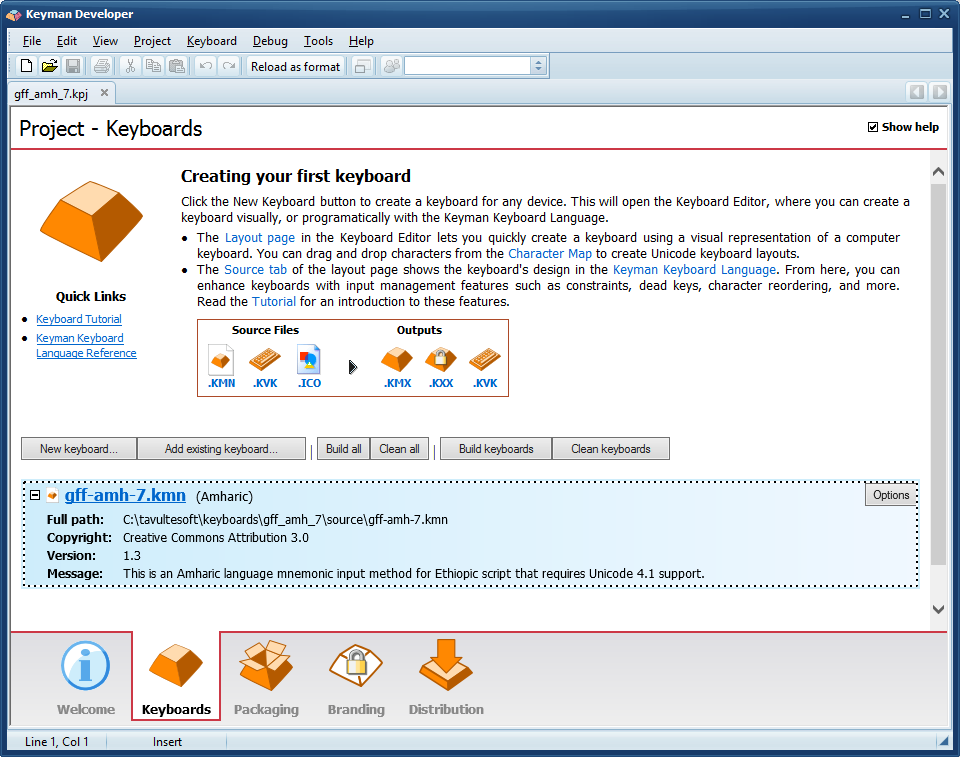 Keyman Developer
File Edit View Project Keyboard Debug Tools Help
Reload as format
gff_amh_7.kpj
Project - Keyboards
Show help
Creating your first keyboard
Click the New Keyboard button to create a keyboard for any device. This will open the Keyboard Editor, where you can create a
keyboard visually, or programatically with the Keyman Keyboard Language.
• The Layout page in the Keyboard Editor lets you quickly create a keyboard using a visual representation of a computer
keyboard. You can drag and drop characters from the Character Map to create Unicode keyboard layouts.
• The Source tab of the layout page shows the keyboard's design in the Keyman Keyboard Language. From here, you can
enhance keyboards with input management features such as constraints, dead keys, character reordering, and more.
Read the Tutorial for an introduction to these features.
Quick Links
• Keyboard Tutorial
• Keyman Keyboard
Language Reference
Source Files Outputs
.KMN .KVK .ICO .KMX .KXX .KVK
New keyboard... Add existing keyboard... | Build all Clean all | Build keyboards Clean keyboards
gff-amh-7.kmn (Amharic)
Options
Full path: C:\tavultesoft\keyboards\gff_amh_7\source\gff-amh-7.kmn
Copyright: Creative Commons Attribution 3.0
Version: 1.3
Message: This is an Amharic language mnemonic input method for Ethiopic script that requires Unicode 4.1 support.
Welcome Keyboards Packaging Branding Distribution
Line 1, Col 1 Insert